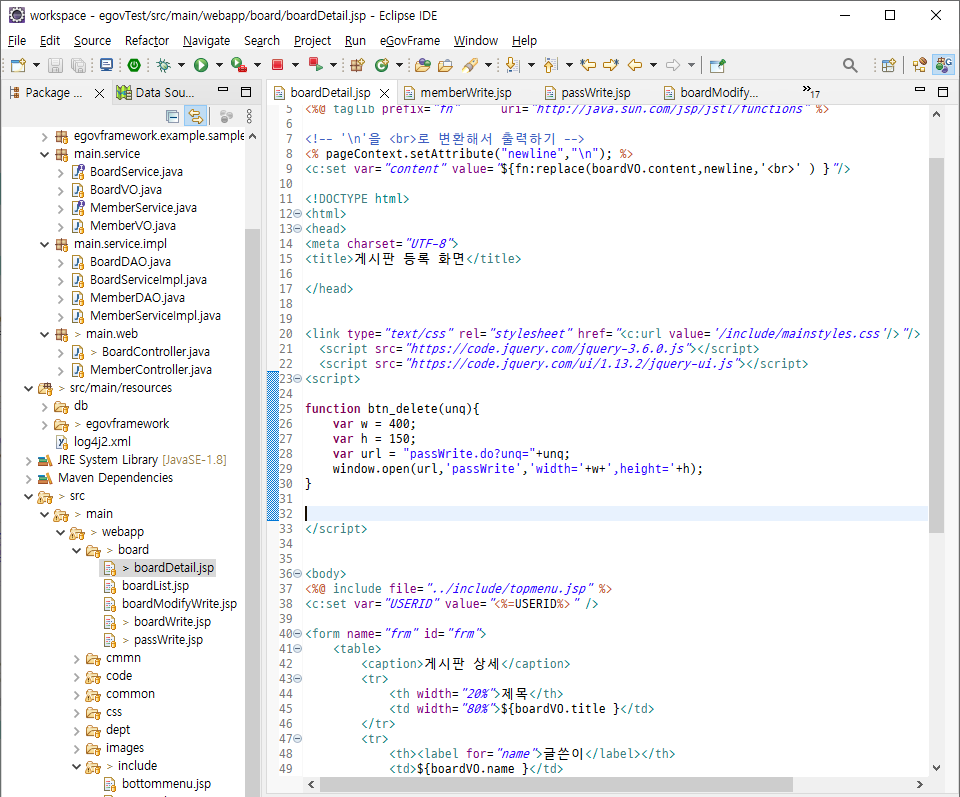 workspace - egovTest/src/main/webapp/board/boardDetail.jsp - Eclipse IDE
File Edit Source Refactor Navigate Search Project Run eGovFrame Window Help
Package ... Data Sou...
egovframework.example.sample
main.service
BoardService.java
BoardVO.java
MemberService.java
MemberVO.java
main.service.impl
BoardDAO.java
BoardServiceImpl.java
MemberDAO.java
MemberServiceImpl.java
> main.web
> BoardController.java
MemberController.java
> src/main/resources
db
> egovframework
log4j2.xml
JRE System Library [JavaSE-1.8]
Maven Dependencies
> src
> main
> webapp
> board
> boardDetail.jsp
boardList.jsp
boardModifyWrite.jsp
> boardWrite.jsp
> passWrite.jsp
cmmn
code
common
css
dept
images
> include
bottommenu.jsp
boardDetail.jsp memberWrite.jsp passWrite.jsp boardModify... »17
5 <%@ taglib prefix="fn" uri="http://java.sun.com/jsp/jstl/functions" %>
6
7 <!-- '\n'을 <br>로 변환해서 출력하기 -->
8 <% pageContext.setAttribute("newline","\n"); %>
9 <c:set var="content" value="${fn:replace(boardVO.content,newline,'<br>' ) }"/>
10
11 <!DOCTYPE html>
12 <html>
13 <head>
14 <meta charset="UTF-8">
15 <title>게시판 등록 화면</title>
16
17 </head>
18
19
20 <link type="text/css" rel="stylesheet" href="<c:url value='/include/mainstyles.css'/>"/>
21 <script src="https://code.jquery.com/jquery-3.6.0.js"></script>
22 <script src="https://code.jquery.com/ui/1.13.2/jquery-ui.js"></script>
23 <script>
24
25 function btn_delete(unq){
26 var w = 400;
27 var h = 150;
28 var url = "passWrite.do?unq="+unq;
29 window.open(url,'passWrite','width='+w+',height='+h);
30 }
31
32
33 </script>
34
35
36 <body>
37 <%@ include file="../include/topmenu.jsp" %>
38 <c:set var="USERID" value="<%=USERID%>" />
39
40 <form name="frm" id="frm">
41 <table>
42 <caption>게시판 상세</caption>
43 <tr>
44 <th width="20%">제목</th>
45 <td width="80%">${boardVO.title }</td>
46 </tr>
47 <tr>
48 <th><label for="name">글쓴이</label></th>
49 <td>${boardVO.name }</td>